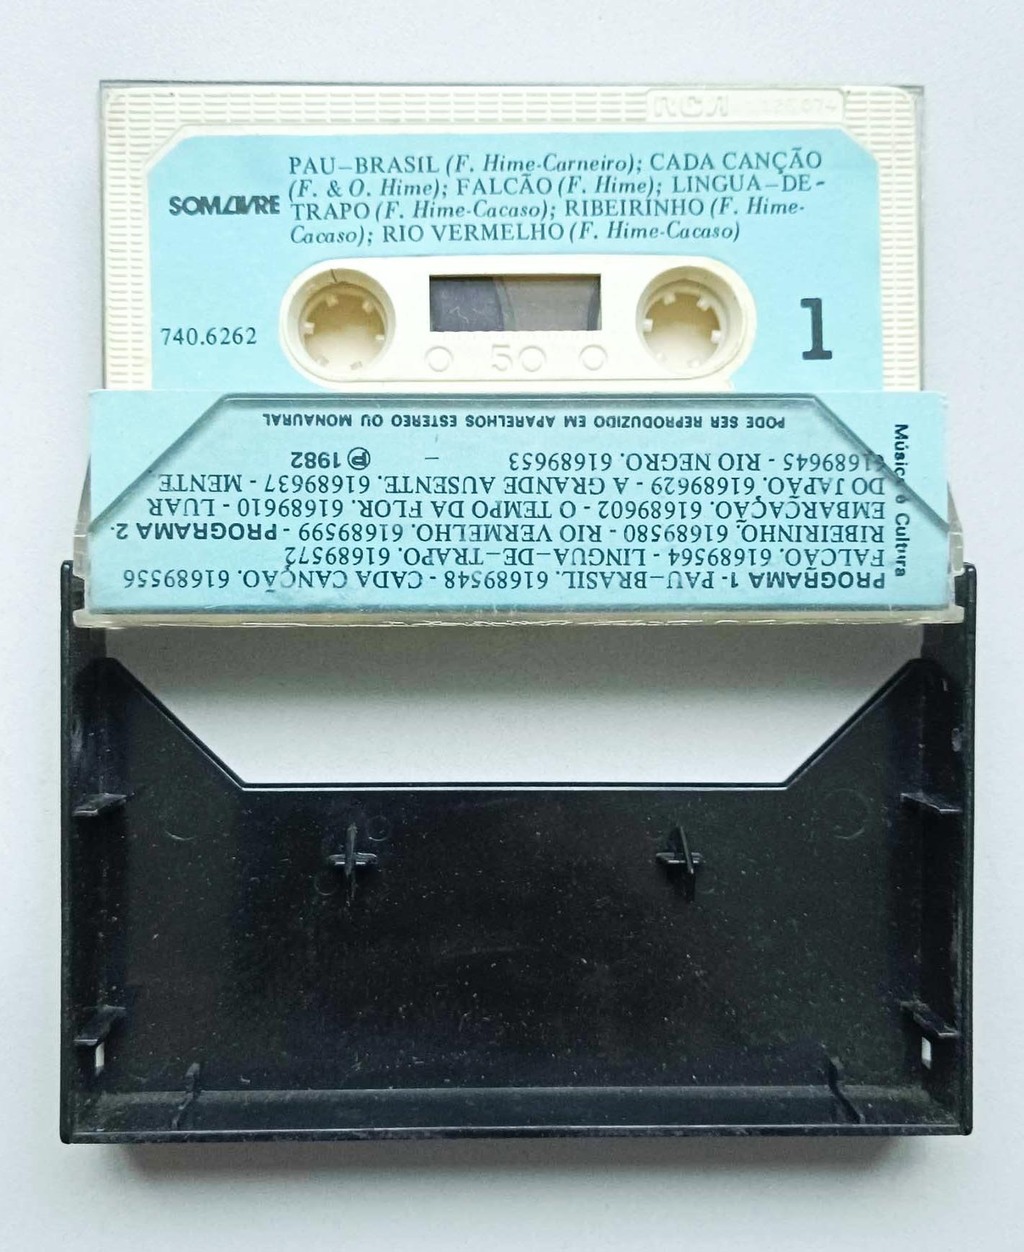 RCA
PAU–BRASIL (F. Hime-Carneiro); CADA CANÇÃO
(F. & O. Hime); FALCÃO (F. Hime); LINGUA–DE-
TRAPO (F. Hime-Cacaso); RIBEIRINHO (F. Hime-
Cacaso); RIO VERMELHO (F. Hime-Cacaso)
SOM LIVRE
740.6262
1
50
PROGRAMA 1 - PAU–BRASIL. 61689548 - CADA CANÇÃO. 61689556
FALCÃO. 61689564 - LINGUA–DE–TRAPO. 61689572
RIBEIRINHO. 61689580 - RIO VERMELHO. 61689599 - PROGRAMA 2-
EMBARCAÇÃO. 61689602 - O TEMPO DA FLOR. 61689610 - LUAR
DO JAPÃO. 61689629 - A GRANDE AUSENTE. 61689637 - MENTE.
61689645 - RIO NEGRO. 61689653 – Ⓟ 1982
PODE SER REPRODUZIDO EM APARELHOS ESTEREO OU MONAURAL
Música é Cultura